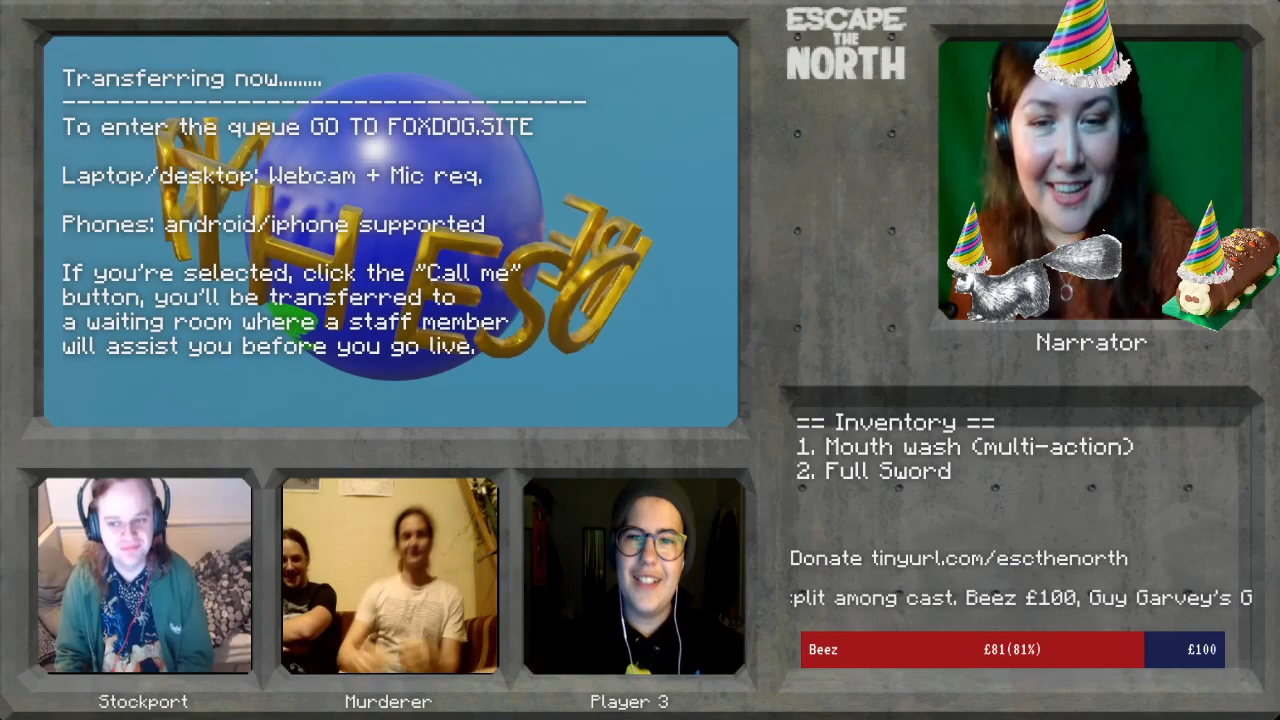 Transferring now........
------------------------------------
To enter the queue GO TO FOXDOG.SITE
Laptop/desktop: Webcam + Mic req.
Phones: android/iphone supported
If you're selected, click the "Call me"
button, you'll be transferred to
a waiting room where a staff member
will assist you before you go live.
ESCAPE
THE
NORTH
Narrator
== Inventory ==
1. Mouth wash (multi-action)
2. Full Sword
Donate tinyurl.com/escthenorth
plit among cast. Beez £100, Guy Garvey's G
Beez £81(81%) £100
Stockport
Murderer
Player 3